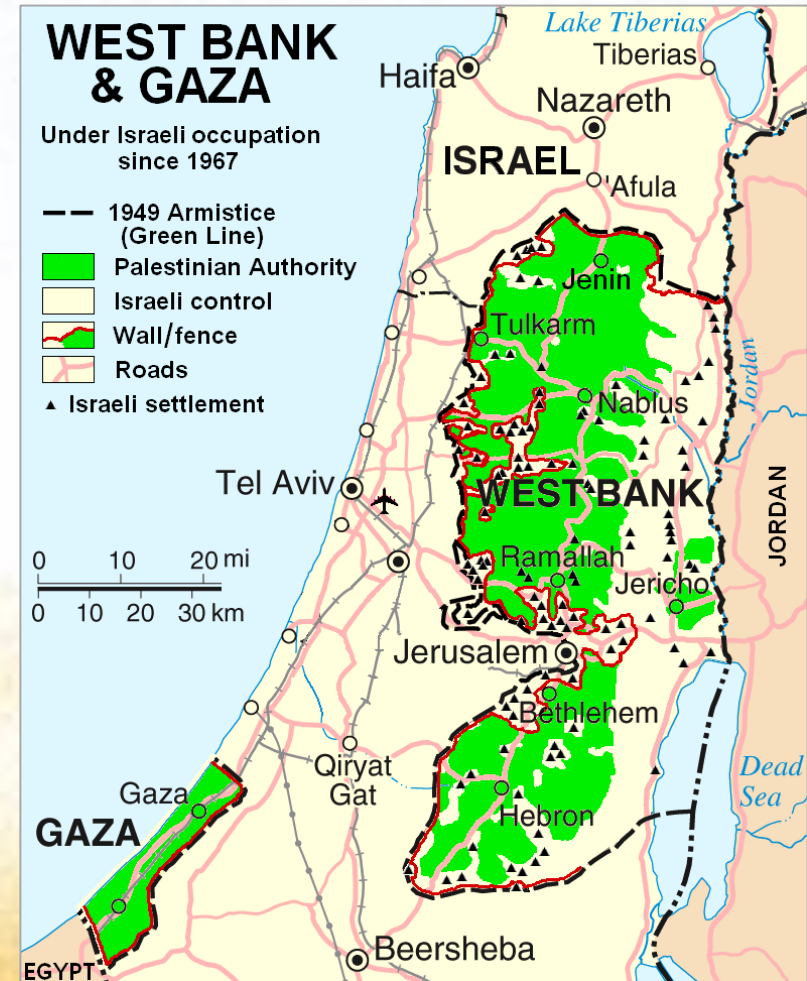 WEST BANK
& GAZA
Under Israeli occupation
since 1967
1949 Armistice
(Green Line)
Palestinian Authority
Israeli control
Wall/fence
Roads
Israeli settlement
Lake Tiberias
Tiberias
Haifa
Nazareth
ISRAEL
'Afula
Jenin
Tulkarm
Jordan
Nablus
Tel Aviv
WEST BANK
JORDAN
0 10 20 mi
0 10 20 30 km
Ramallah
Jericho
Jerusalem
Bethlehem
Qiryat
Gat
Dead
Sea
Gaza
GAZA
Hebron
Beersheba
EGYPT